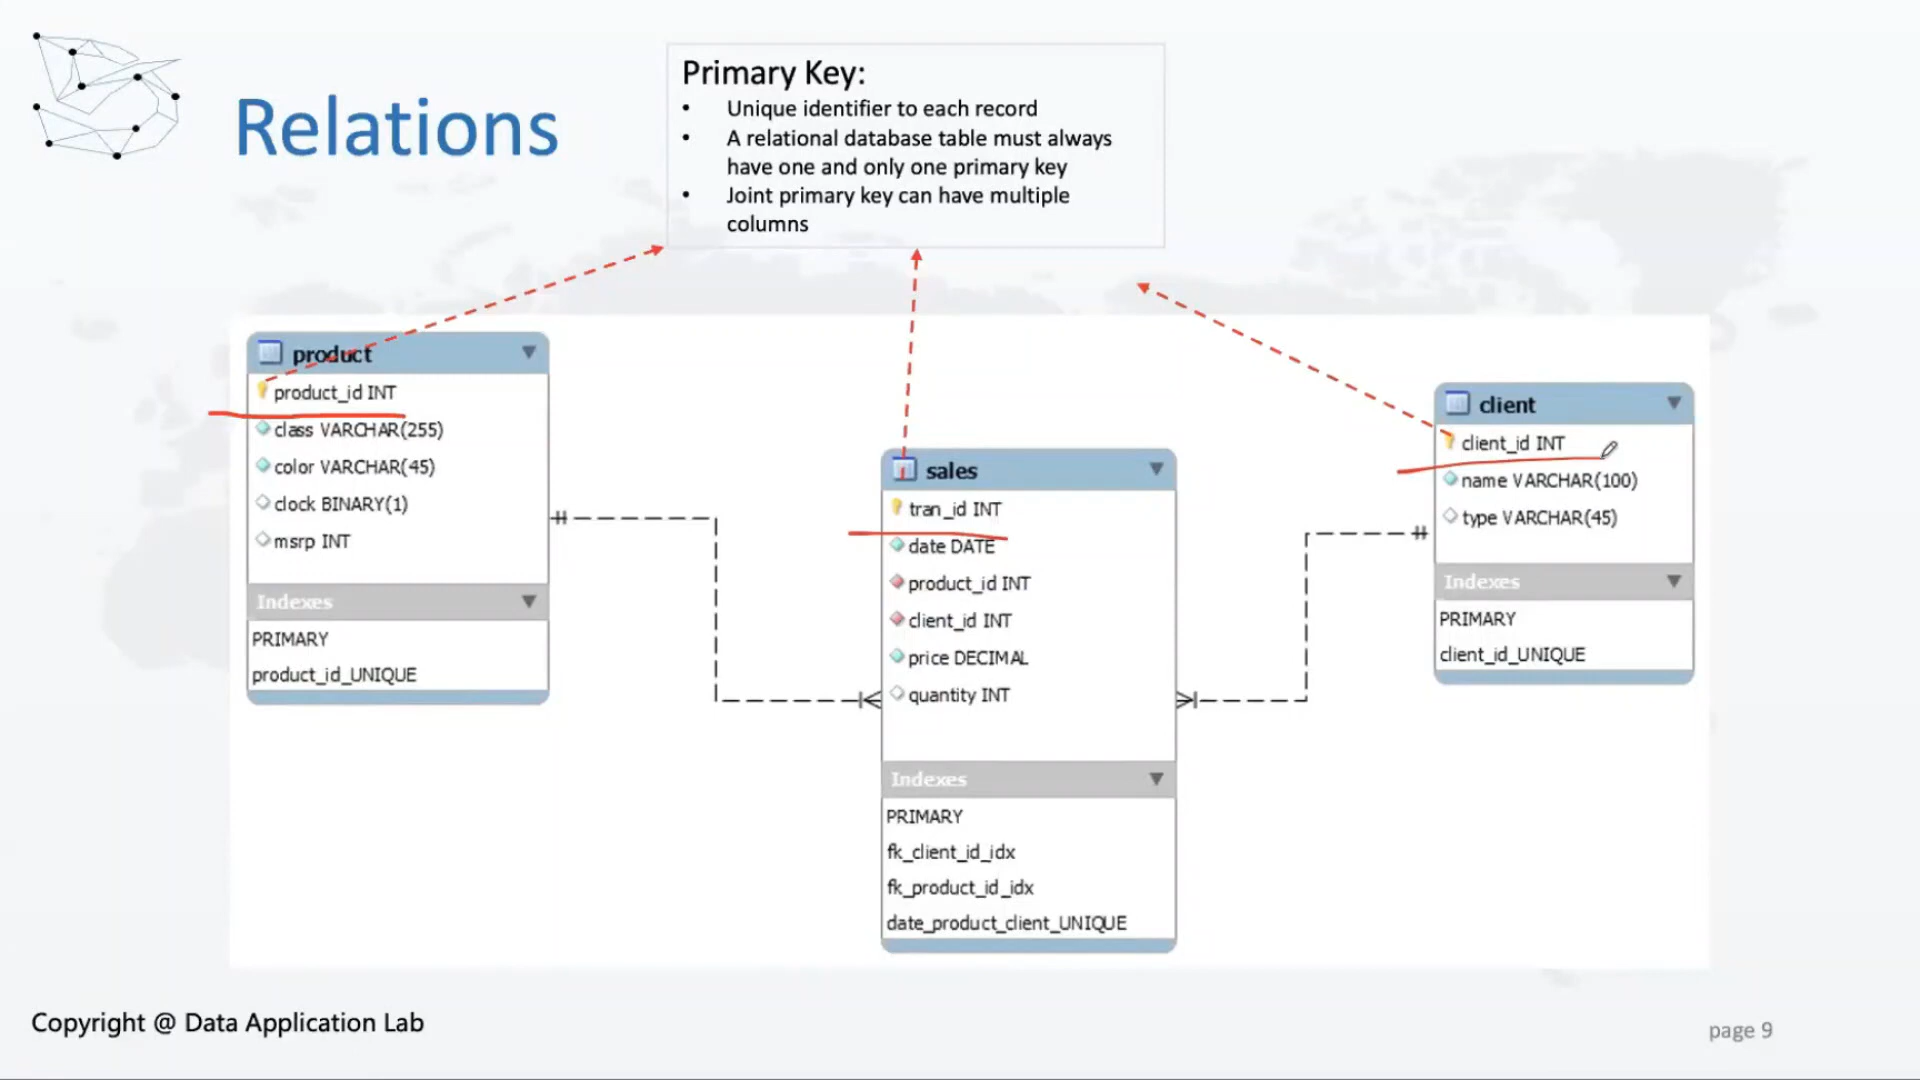 Relations
Primary Key:
• Unique identifier to each record
• A relational database table must always
have one and only one primary key
• Joint primary key can have multiple
columns
product
product_id INT
class VARCHAR(255)
color VARCHAR(45)
clock BINARY(1)
msrp INT
Indexes
PRIMARY
product_id_UNIQUE
sales
tran_id INT
date DATE
product_id INT
client_id INT
price DECIMAL
quantity INT
Indexes
PRIMARY
fk_client_id_idx
fk_product_id_idx
date_product_client_UNIQUE
client
client_id INT
name VARCHAR(100)
type VARCHAR(45)
Indexes
PRIMARY
client_id_UNIQUE
Copyright @ Data Application Lab
page 9